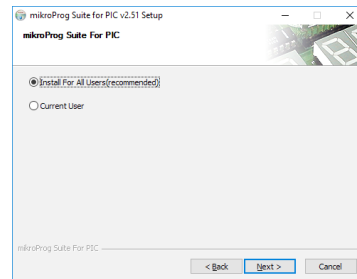 mikroProg Suite for PIC v2.51 Setup
mikroProg Suite For PIC
Install For All Users(recommended)
Current User
mikroProg Suite For PIC
< Back
Next >
Cancel